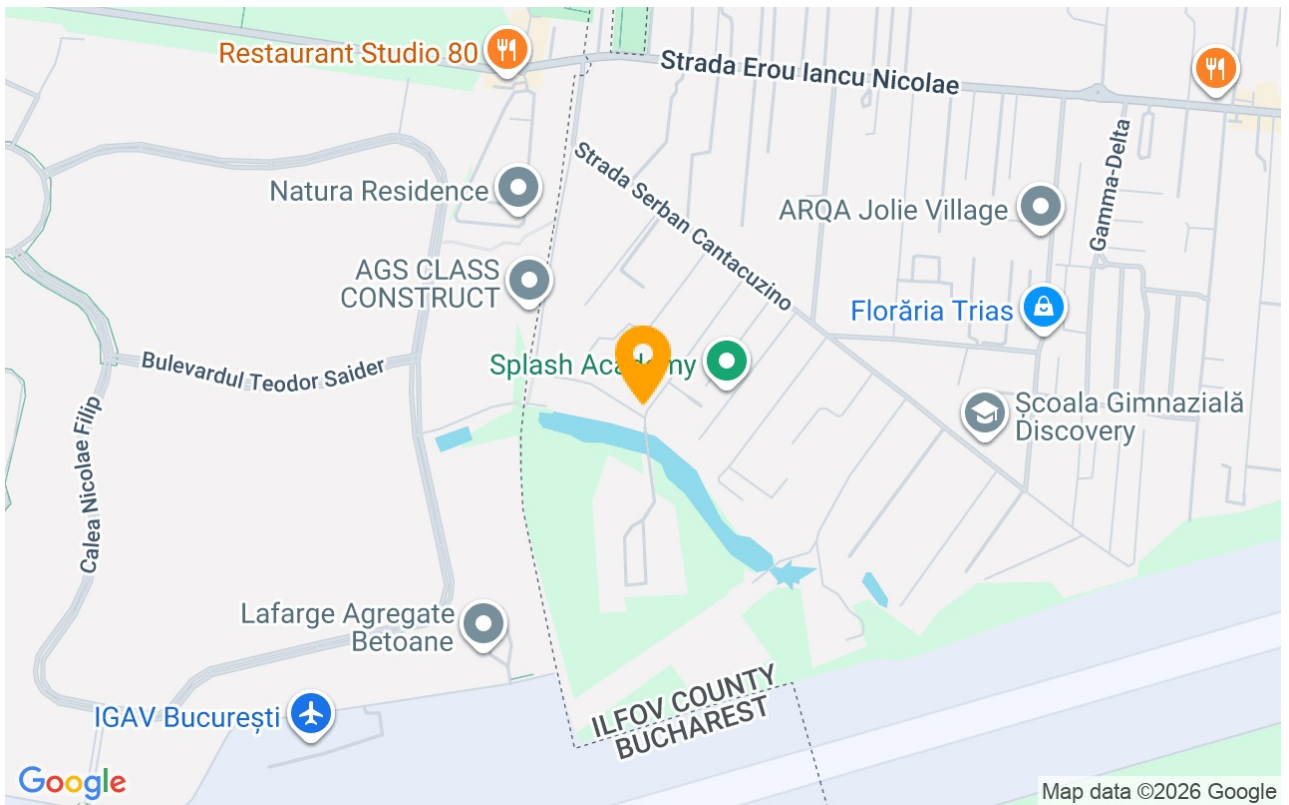 Restaurant Studio 80
Strada Erou Iancu Nicolae
Gamma-Delta
Strada Serban Cantacuzino
Natura Residence
ARQA Jolie Village
AGS CLASS
CONSTRUCT
Florăria Trias
Bulevardul Teodor Saider
Splash Academy
Școala Gimnazială
Discovery
Calea Nicolae Filip
Lafarge Agregate
Betoane
IGAV București
ILFOV COUNTY
BUCHAREST
Google
Map data ©2026 Google